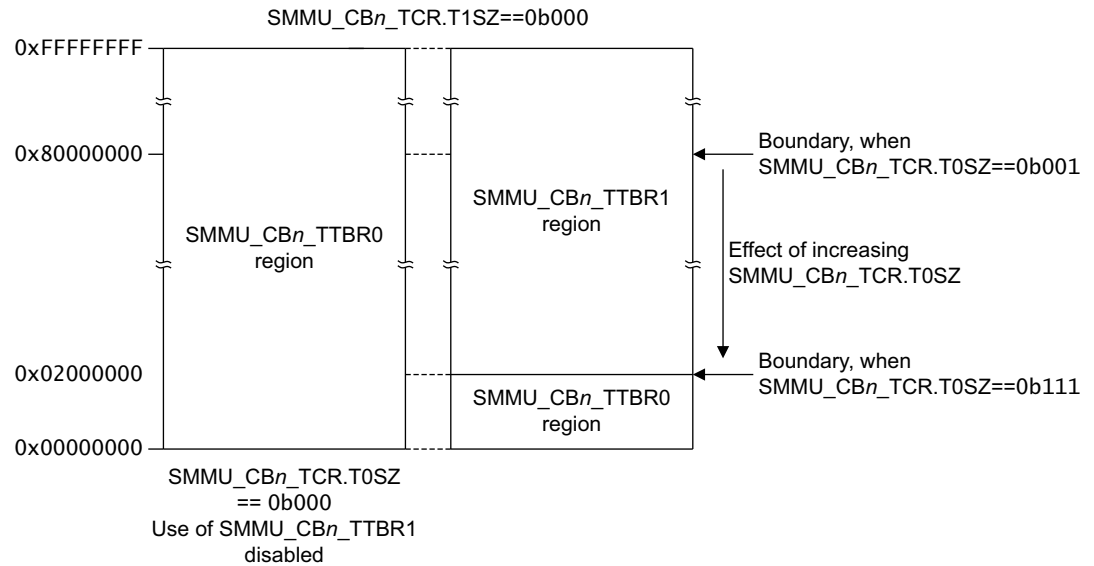 SMMU_CBn_TCR.T1SZ==0b000
0xFFFFFFFF
0x80000000
Boundary, when
SMMU_CBn_TCR.T0SZ==0b001
SMMU_CBn_TTBR1
region
SMMU_CBn_TTBR0
region
Effect of increasing
SMMU_CBn_TCR.T0SZ
0x02000000
Boundary, when
SMMU_CBn_TCR.T0SZ==0b111
SMMU_CBn_TTBR0
region
0x00000000
SMMU_CBn_TCR.T0SZ
== 0b000
Use of SMMU_CBn_TTBR1
disabled